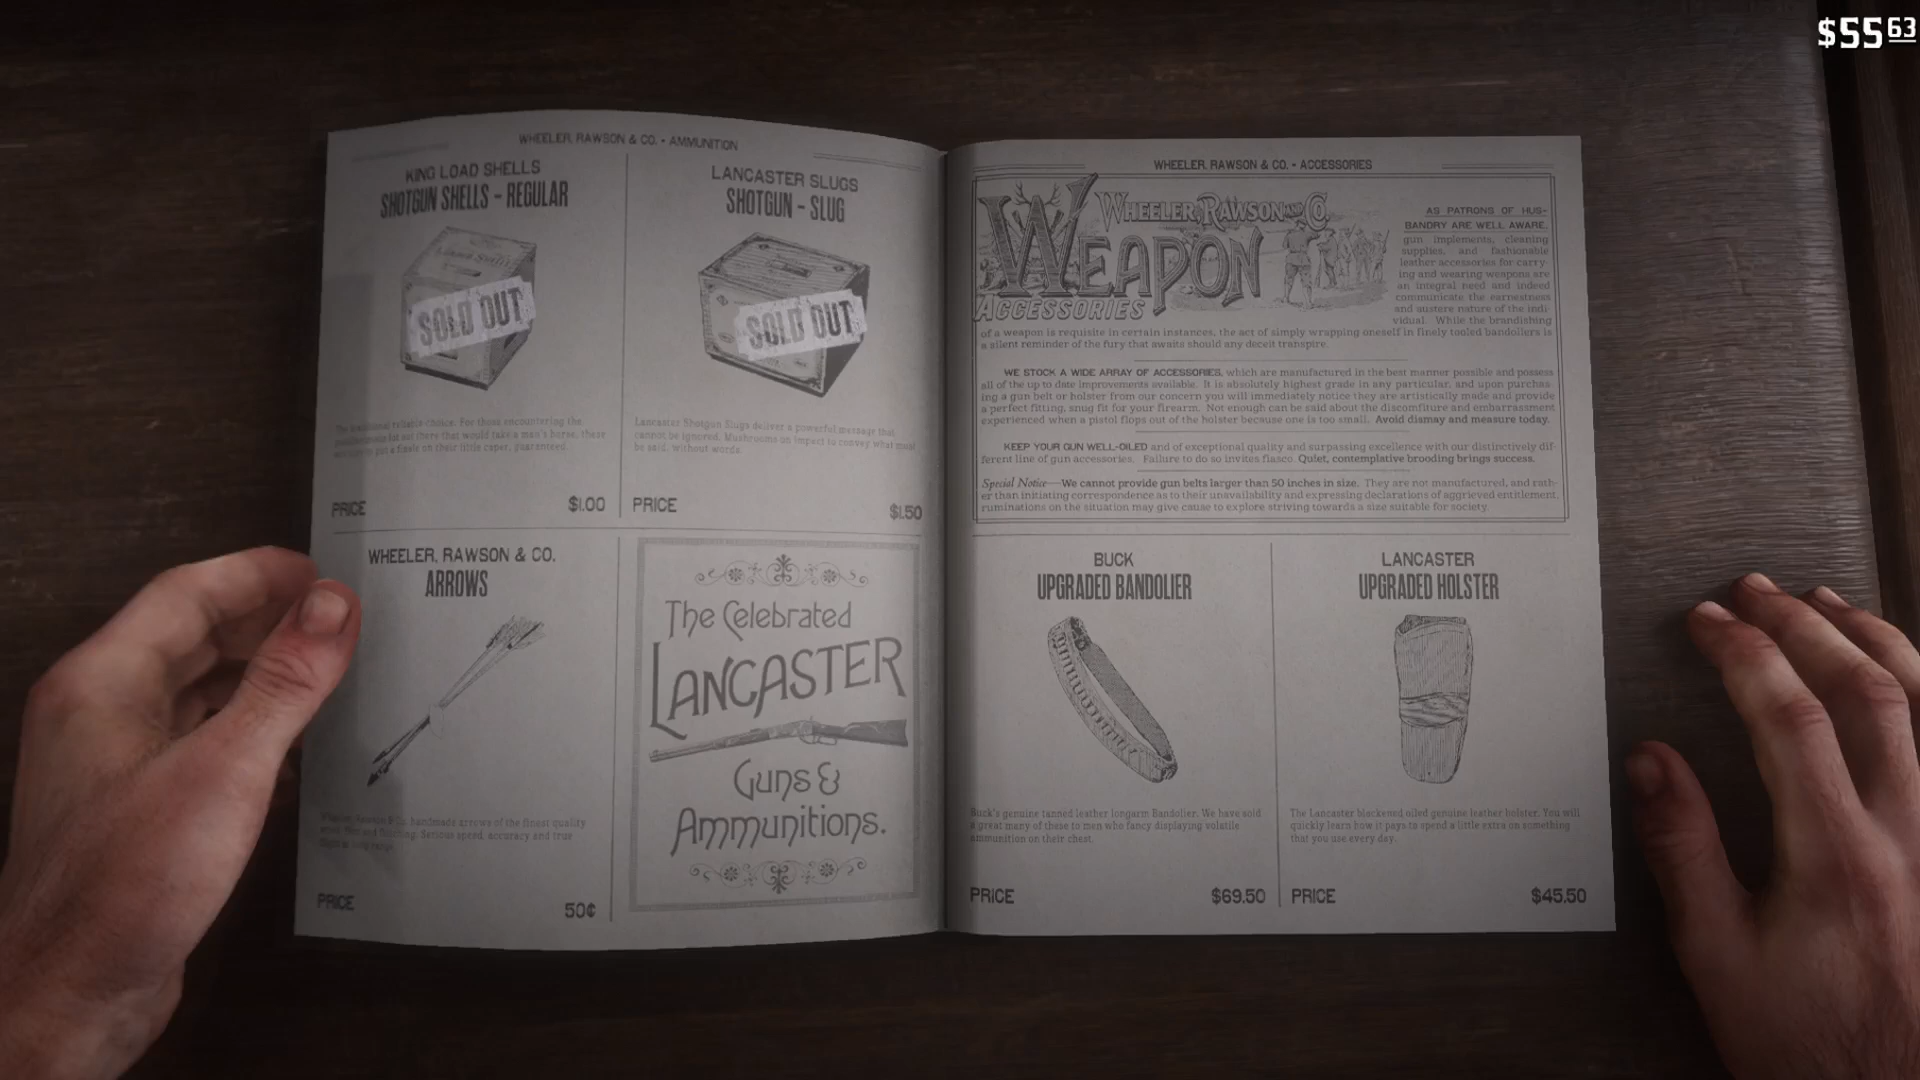 $55 63
WHEELER, RAWSON & CO. • AMMUNITION
KING LOAD SHELLS
SHOTGUN SHELLS - REGULAR
SOLD OUT
PRICE
$1.00
LANCASTER SLUGS
SHOTGUN - SLUG
SOLD OUT
Lancaster Shotgun Slugs deliver a powerful message that
cannot be ignored. Mushrooms on impact to convey what must
be said, without words.
PRICE
$1.50
WHEELER, RAWSON & CO.
ARROWS
PRICE
50¢
The Celebrated
LANCASTER
Guns &
Ammunitions.
WHEELER, RAWSON & CO. • ACCESSORIES
WHEELER, RAWSON AND CO.
WEAPON
ACCESSORIES
AS PATRONS OF HUS-
BANDRY ARE WELL AWARE,
gun implements, cleaning
supplies, and fashionable
leather accessories for carry-
ing and wearing weapons are
an integral need and indeed
communicate the earnestness
and austere nature of the indi-
vidual. While the brandishing
of a weapon is requisite in certain instances, the act of simply wrapping oneself in finely tooled bandoliers is
a silent reminder of the fury that awaits should any deceit transpire.
WE STOCK A WIDE ARRAY OF ACCESSORIES, which are manufactured in the best manner possible and possess
all of the up to date improvements available. It is absolutely highest grade in any particular, and upon purchas-
ing a gun belt or holster from our concern you will immediately notice they are artistically made and provide
a perfect fitting, snug fit for your firearm. Not enough can be said about the discomfiture and embarrassment
experienced when a pistol flops out of the holster because one is too small. Avoid dismay and measure today.
KEEP YOUR GUN WELL-OILED and of exceptional quality and surpassing excellence with our distinctively dif-
ferent line of gun accessories. Failure to do so invites fiasco. Quiet, contemplative brooding brings success.
Special Notice—We cannot provide gun belts larger than 50 inches in size. They are not manufactured, and rath-
er than initiating correspondence as to their unavailability and expressing declarations of aggrieved entitlement,
ruminations on the situation may give cause to explore striving towards a size suitable for society.
BUCK
UPGRADED BANDOLIER
Buck's genuine tanned leather longarm Bandolier. We have sold
a great many of these to men who fancy displaying volatile
ammunition on their chest.
PRICE
$69.50
LANCASTER
UPGRADED HOLSTER
The Lancaster blackened oiled genuine leather holster. You will
quickly learn how it pays to spend a little extra on something
that you use every day.
PRICE
$45.50